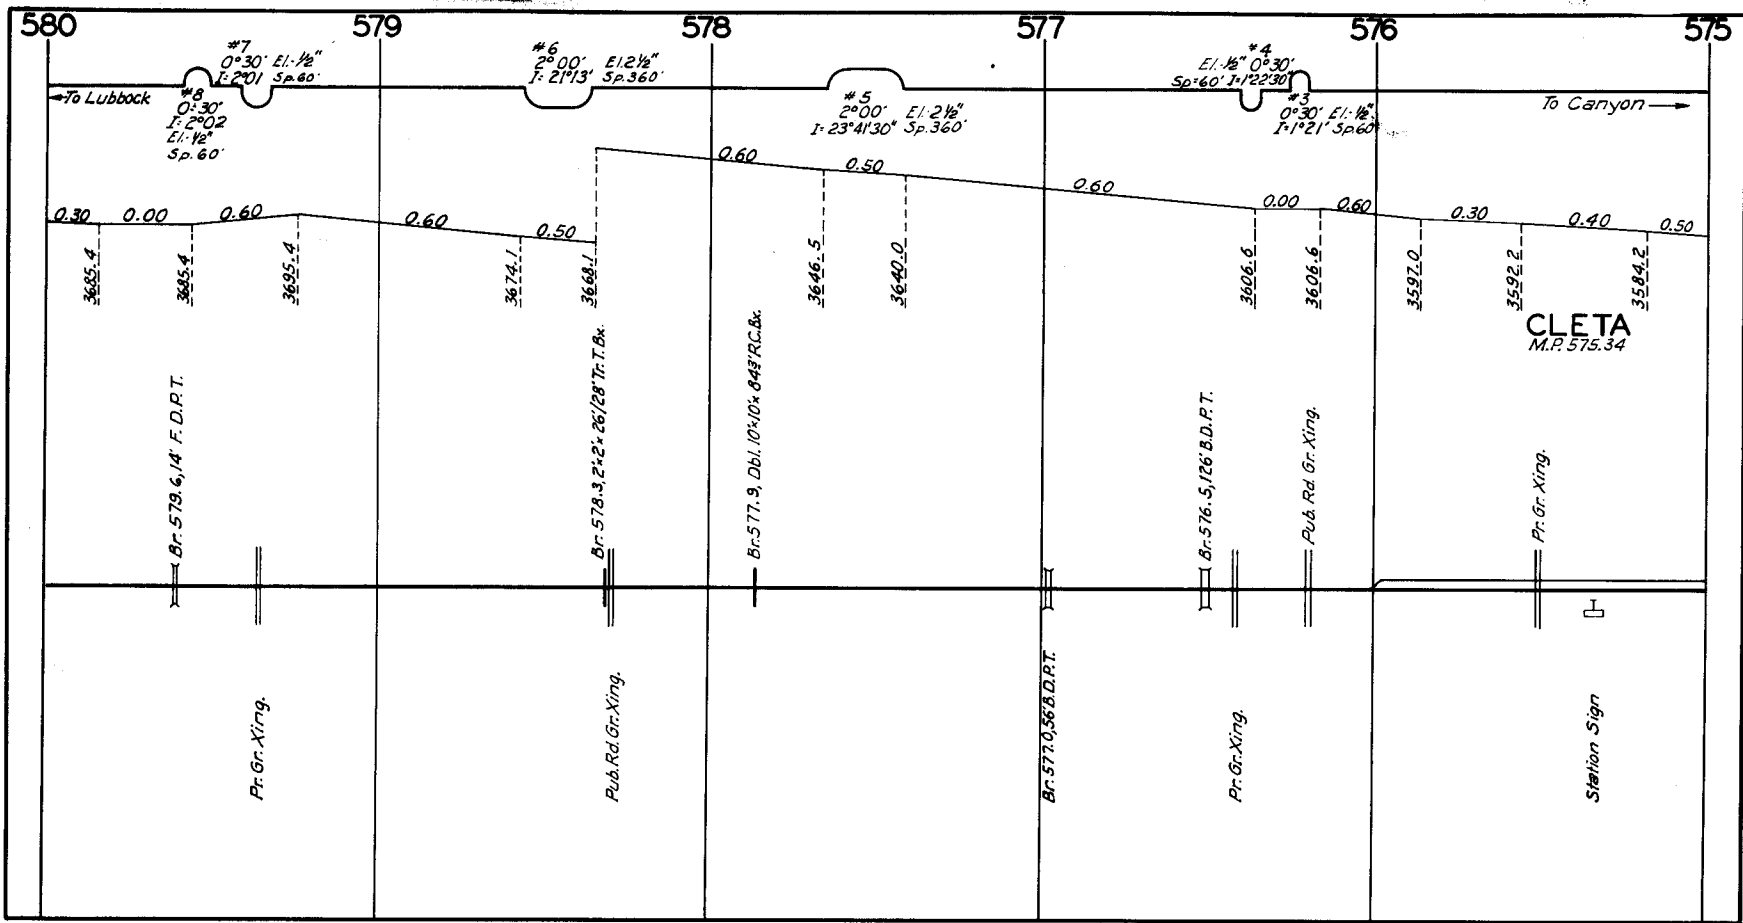 580 579 578 577 576 575
#7
0°30' El.-½"
I=2°01 Sp.60'
#6
2°00' El.2½"
I=21°13' Sp.360'
#4
El.-½" 0°30'
Sp=60' I=1°22'30"
←To Lubbock
#8
0°30'
I=2°02
El.-½"
Sp.60'
#5
2°00' El.-2½"
I=23°41'30" Sp.360'
#3
0°30' El.-½"
I=1°21' Sp.60'
To Canyon→
0.30 0.00 0.60 0.60 0.50 0.60 0.50 0.60 0.00 0.60 0.30 0.40 0.50
3685.4
3685.4
3695.4
3674.1
3668.1
3646.5
3640.0
3606.6
3606.6
3597.0
3592.2
3584.2
CLETA
M.P. 575.34
Br. 579.6, 14' F.D.P.T.
Br. 578.3, 2'x2'x26'/28' Tr. T. Bx.
Br. 577.9, Dbl. 10'x10'x 84 R.C.Bx.
Br. 576.5, 126' B.D.P.T.
Pub. Rd. Gr. Xing.
Pr. Gr. Xing.
Pr. Gr. Xing.
Pub. Rd. Gr. Xing.
Br. 577.0, 56' B.D.P.T.
Pr. Gr. Xing.
Station Sign